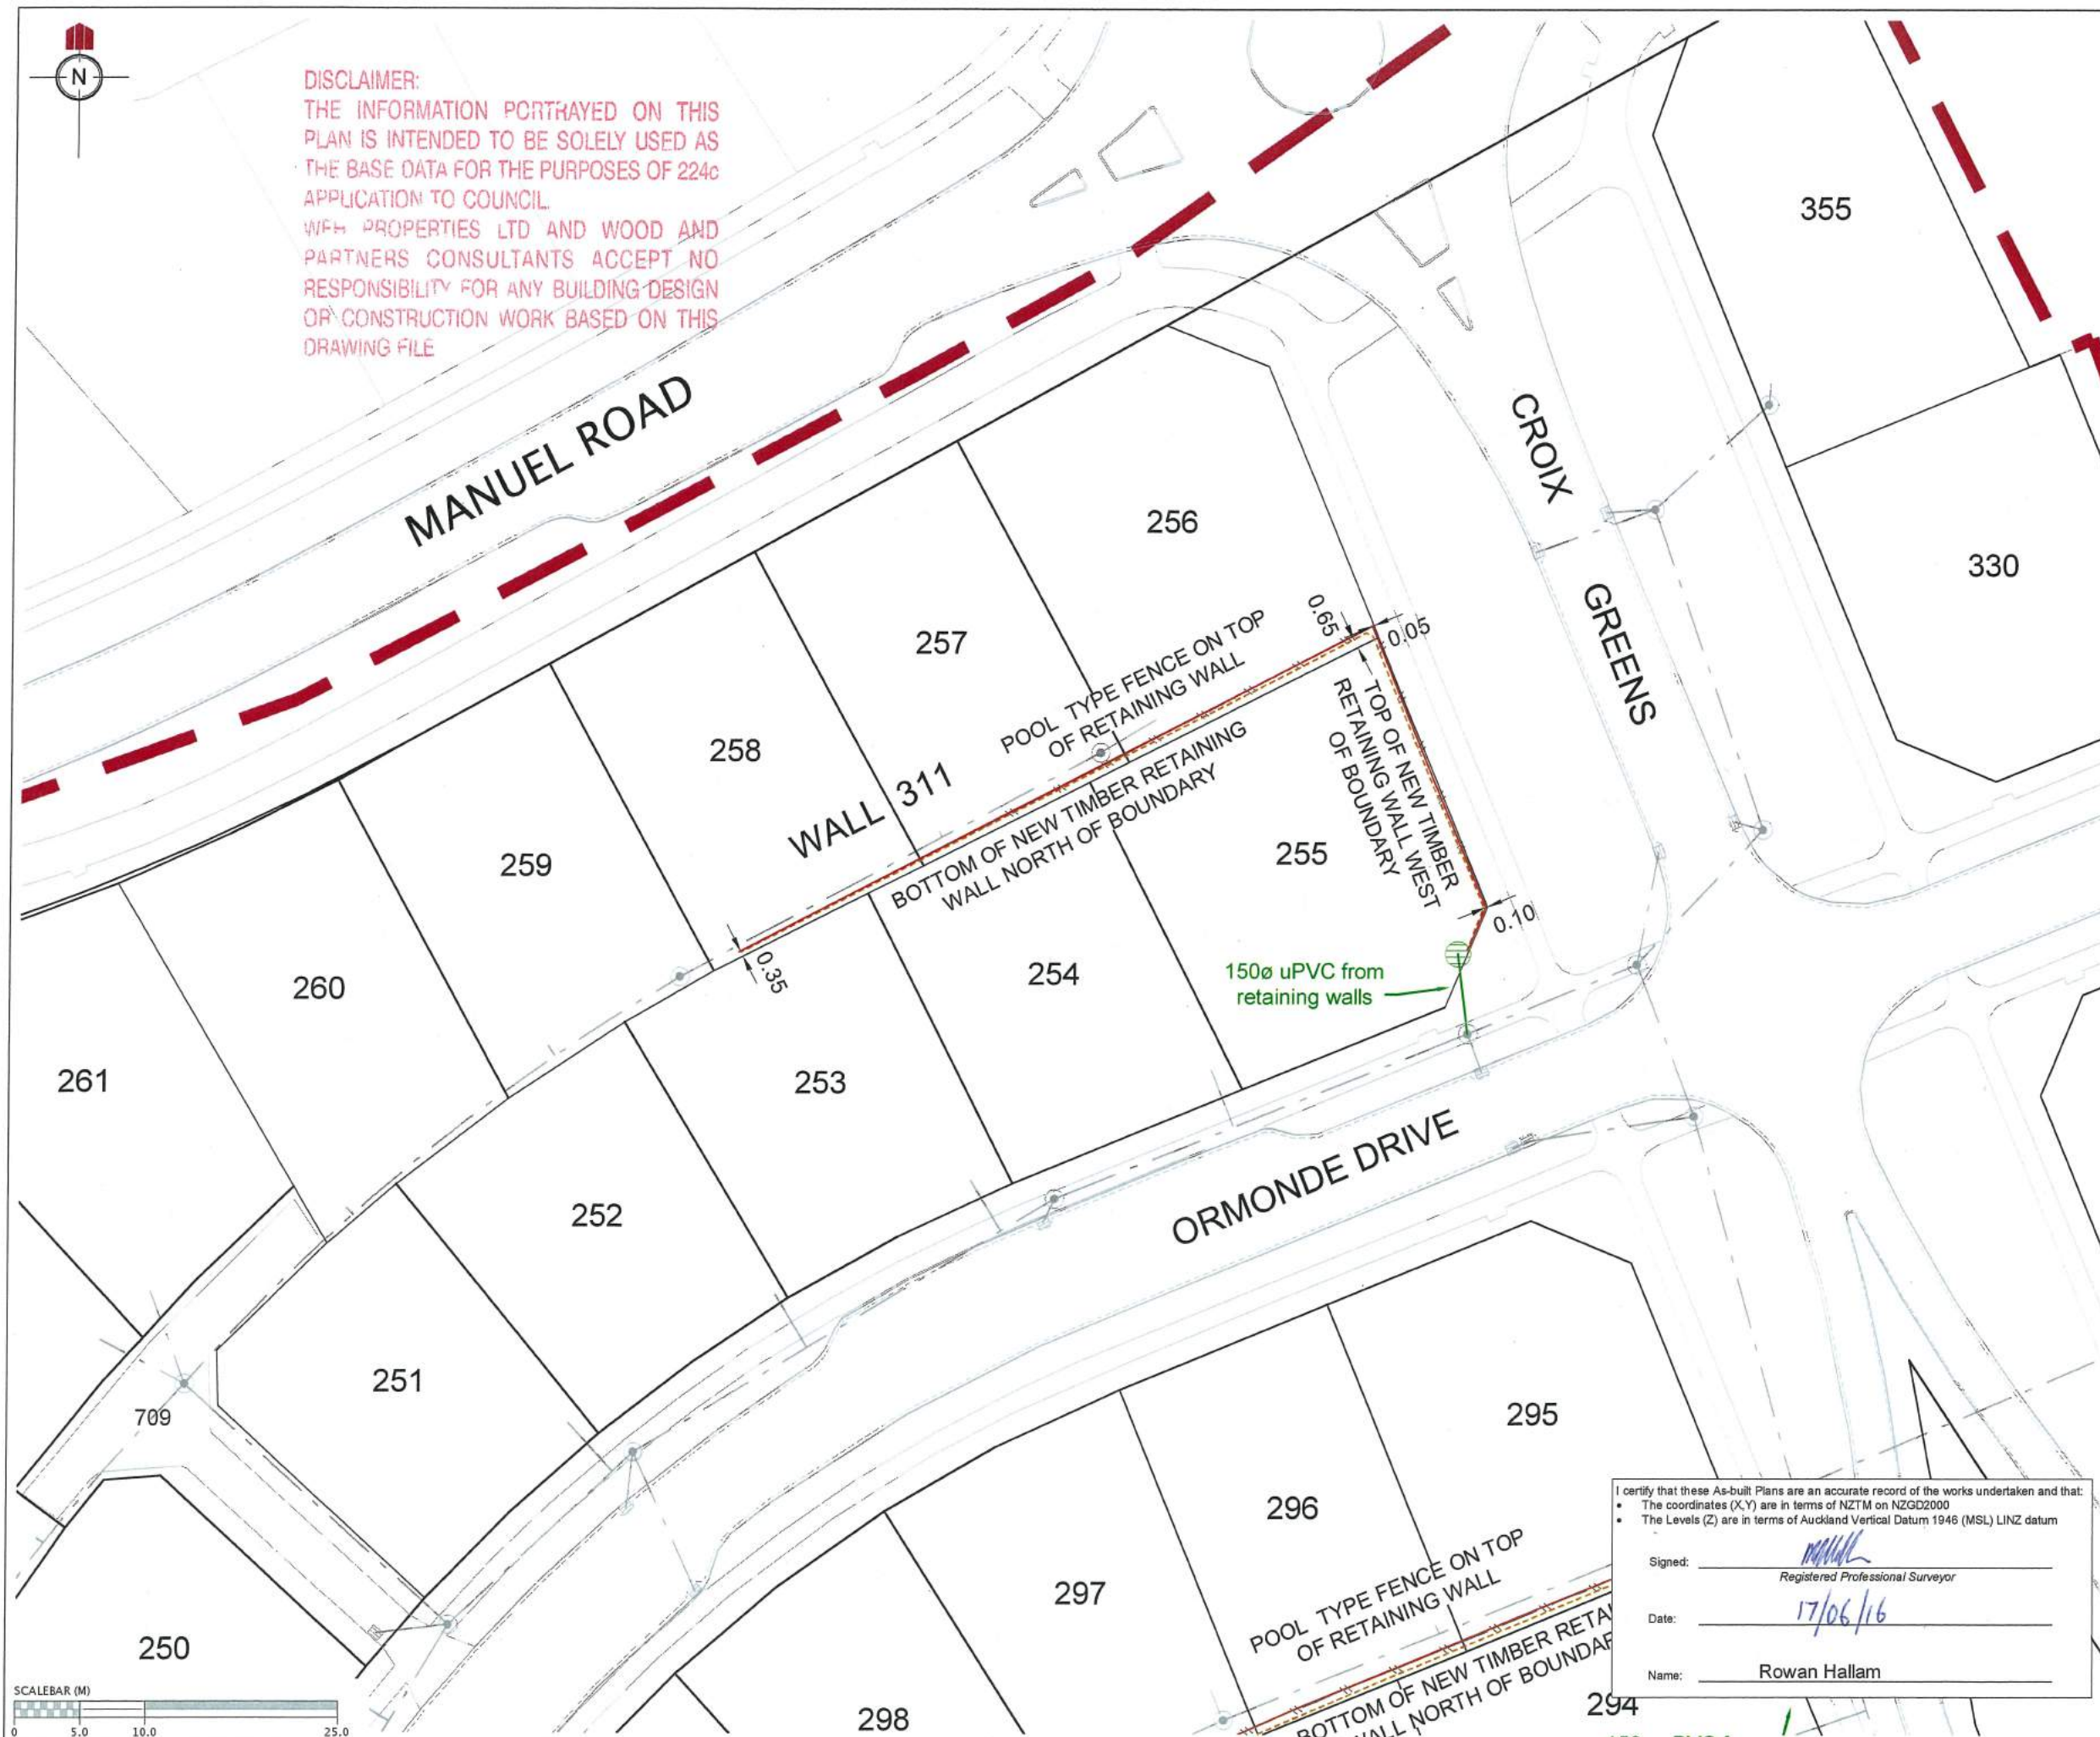 N
DISCLAIMER:
THE INFORMATION PORTRAYED ON THIS
PLAN IS INTENDED TO BE SOLELY USED AS
THE BASE DATA FOR THE PURPOSES OF 224c
APPLICATION TO COUNCIL.
WFH PROPERTIES LTD AND WOOD AND
PARTNERS CONSULTANTS ACCEPT NO
RESPONSIBILITY FOR ANY BUILDING DESIGN
OR CONSTRUCTION WORK BASED ON THIS
DRAWING FILE
MANUEL ROAD
CROIX
GREENS
355
330
256
257
258
259
260
261
POOL TYPE FENCE ON TOP
OF RETAINING WALL
0.65
0.05
WALL 311
BOTTOM OF NEW TIMBER RETAINING
WALL NORTH OF BOUNDARY
TOP OF NEW TIMBER
RETAINING WALL WEST
OF BOUNDARY
0.10
0.35
255
254
253
252
251
150ø uPVC from
retaining walls
ORMONDE DRIVE
709
250
295
296
297
298
294
POOL TYPE FENCE ON TOP
OF RETAINING WALL
BOTTOM OF NEW TIMBER RETA
WALL NORTH OF BOUNDAR
I certify that these As-built Plans are an accurate record of the works undertaken and that:
• The coordinates (X,Y) are in terms of NZTM on NZGD2000
• The Levels (Z) are in terms of Auckland Vertical Datum 1946 (MSL) LINZ datum
Signed:
Registered Professional Surveyor
Date: 17/06/16
Name: Rowan Hallam
SCALEBAR (M)
0 5.0 10.0 25.0